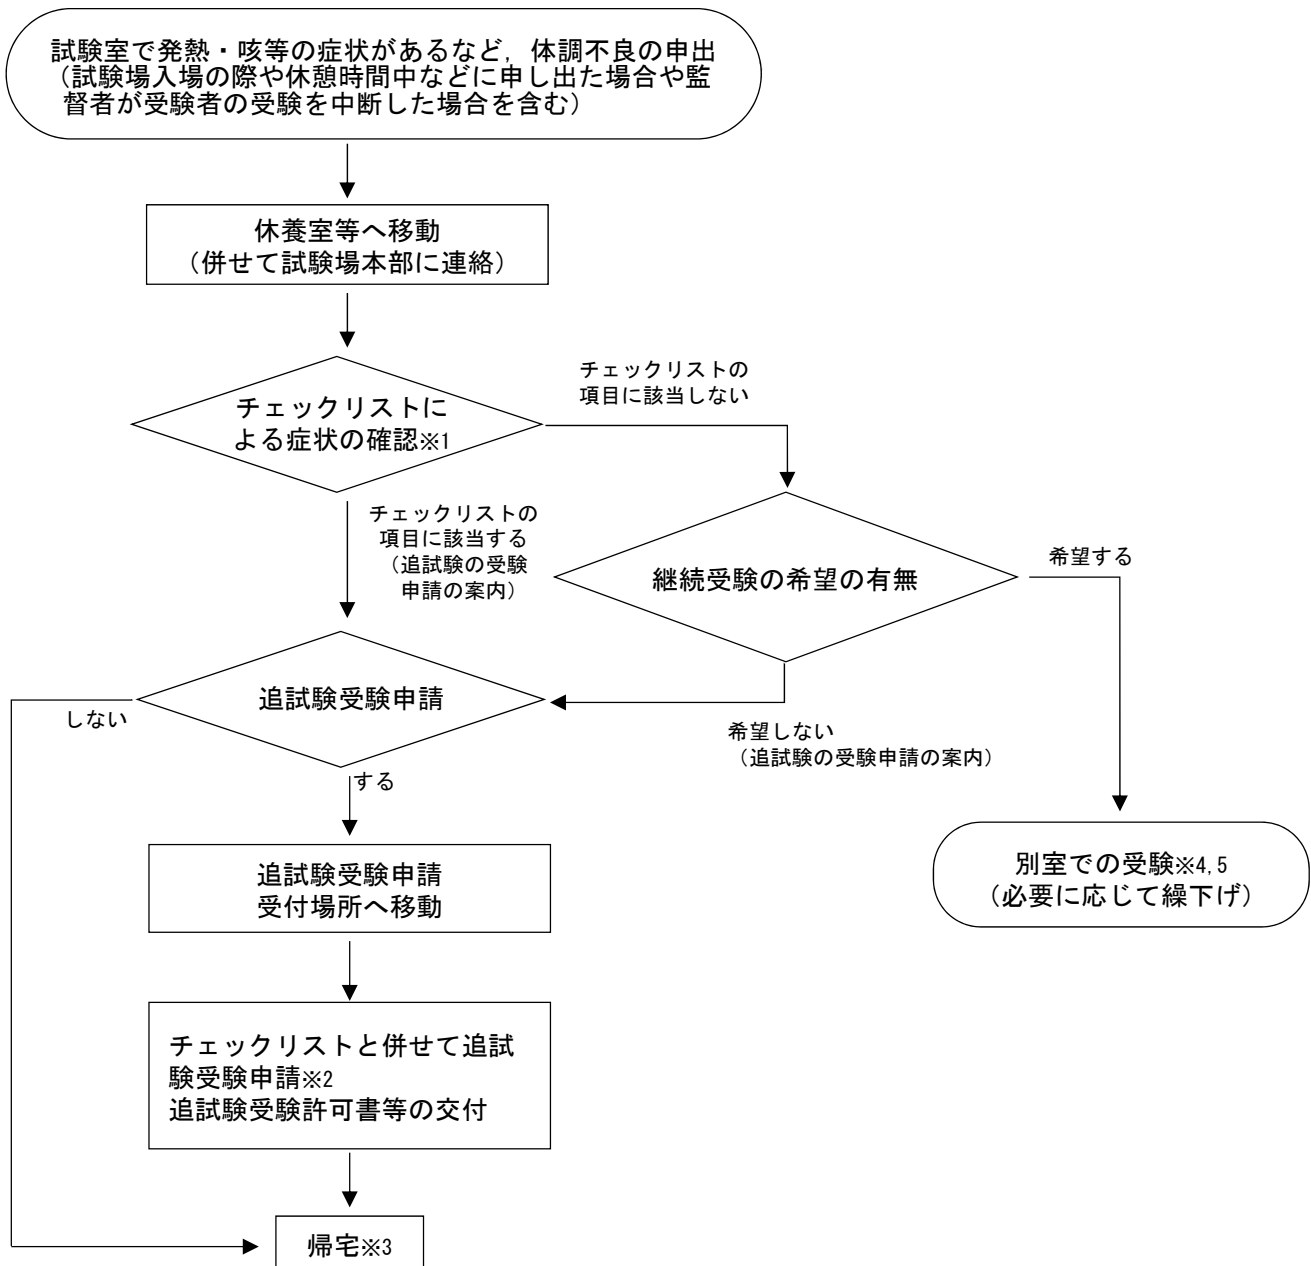 試験室で発熱・咳等の症状があるなど，体調不良の申出
（試験場入場の際や休憩時間中などに申し出た場合や監
督者が受験者の受験を中断した場合を含む）
休養室等へ移動
（併せて試験場本部に連絡）
チェックリストに
よる症状の確認※1
チェックリストの
項目に該当しない
チェックリストの
項目に該当する
（追試験の受験
申請の案内）
継続受験の希望の有無
希望する
追試験受験申請
しない
希望しない
（追試験の受験申請の案内）
する
別室での受験※4,5
（必要に応じて繰下げ）
追試験受験申請
受付場所へ移動
チェックリストと併せて追試
験受験申請※2
追試験受験許可書等の交付
帰宅※3